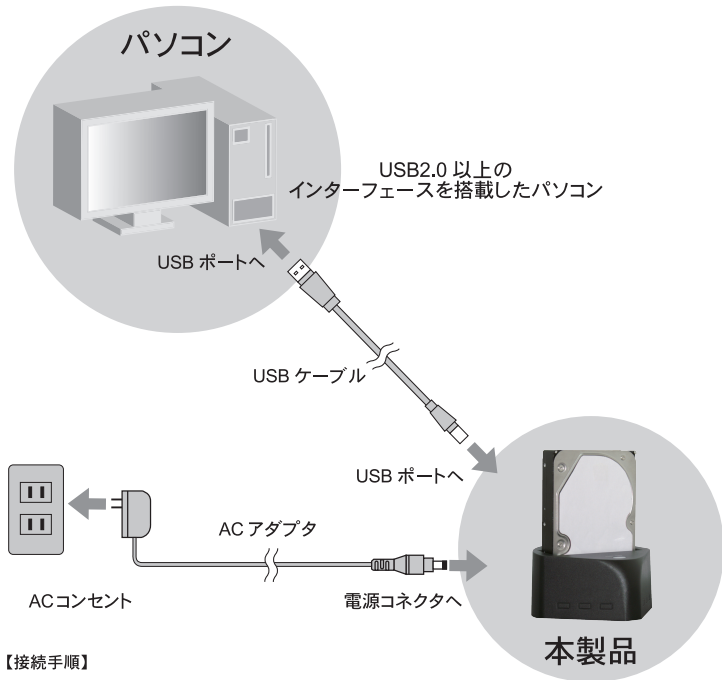 パソコン
USB2.0 以上の
インターフェースを搭載したパソコン
USB ポートへ
USB ケーブル
USB ポートへ
AC アダプタ
ACコンセント
電源コネクタへ
本製品
【接続手順】